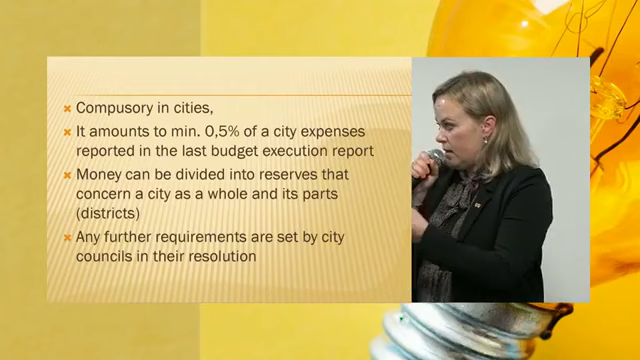 Compusory in cities,
It amounts to min. 0,5% of a city expenses
reported in the last budget execution report
Money can be divided into reserves that
concern a city as a whole and its parts
(districts)
Any further requirements are set by city
councils in their resolution